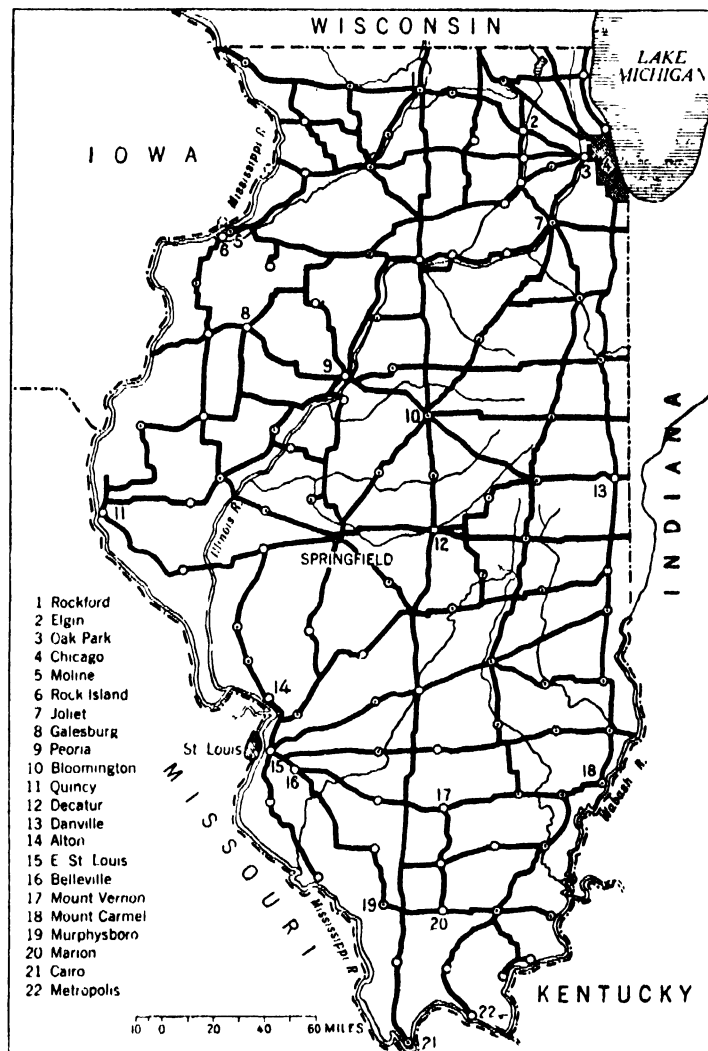 WISCONSIN
LAKE
MICHIGAN
IOWA
Mississippi R.
1
2
3
4
5
6
7
8
9
10
11
12
13
Illinois R.
SPRINGFIELD
INDIANA
1 Rockford
2 Elgin
3 Oak Park
4 Chicago
5 Moline
6 Rock Island
7 Joliet
8 Galesburg
9 Peoria
10 Bloomington
11 Quincy
12 Decatur
13 Danville
14 Alton
15 E St Louis
16 Belleville
17 Mount Vernon
18 Mount Carmel
19 Murphysboro
20 Marion
21 Cairo
22 Metropolis
14
St Louis
15
16
17
18
Wabash R.
MISSOURI
Mississippi R
19
20
21
22
KENTUCKY
10 0 20 40 60 MILES